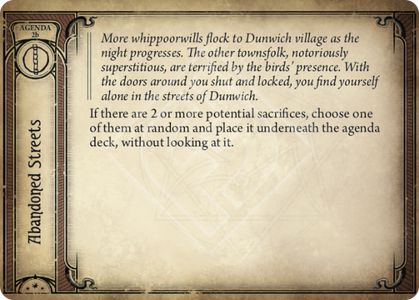 AGENDA
2b
Abandoned Streets
More whippoorwills flock to Dunwich village as the
night progresses. The other townsfolk, notoriously
superstitious, are terrified by the birds' presence. With
the doors around you shut and locked, you find yourself
alone in the streets of Dunwich.
If there are 2 or more potential sacrifices, choose one
of them at random and place it underneath the agenda
deck, without looking at it.